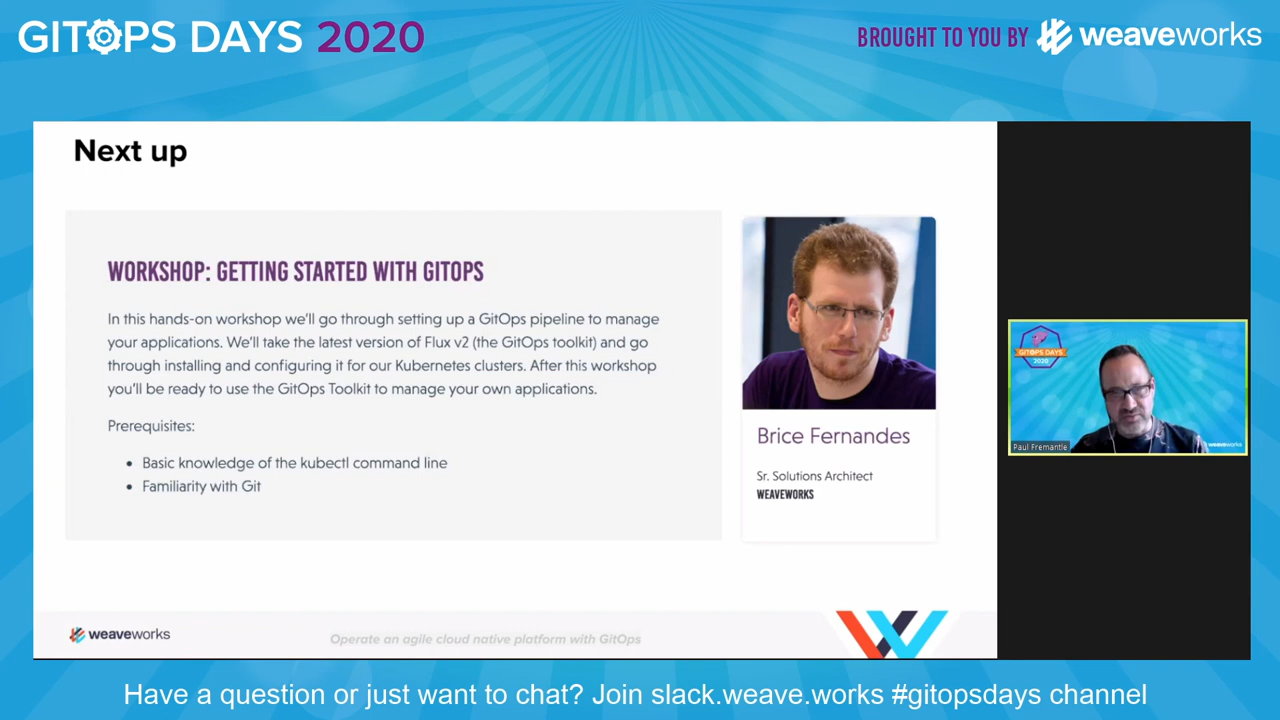 GITOPS DAYS 2020
BROUGHT TO YOU BY weaveworks
Next up
WORKSHOP: GETTING STARTED WITH GITOPS
In this hands-on workshop we'll go through setting up a GitOps pipeline to manage
your applications. We'll take the latest version of Flux v2 (the GitOps toolkit) and go
through installing and configuring it for our Kubernetes clusters. After this workshop
you'll be ready to use the GitOps Toolkit to manage your own applications.
Prerequisites:
• Basic knowledge of the kubectl command line
• Familiarity with Git
Brice Fernandes
Sr. Solutions Architect
WEAVEWORKS
GITOPS DAYS
2020
Paul Fremantle
weaveworks
weaveworks
Operate an agile cloud native platform with GitOps
Have a question or just want to chat? Join slack.weave.works #gitopsdays channel